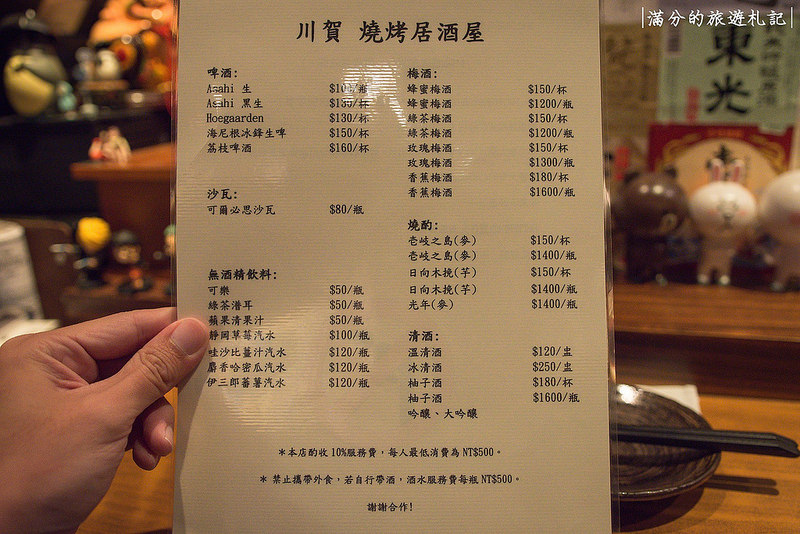 滿分的旅遊札記
川賀 燒烤居酒屋
啤酒:
Asahi 生 $100/瓶
Asahi 黑生 $130/杯
Hoegaarden $130/杯
海尼根冰鋒生啤 $150/杯
荔枝啤酒 $160/杯
沙瓦:
可爾必思沙瓦 $80/瓶
無酒精飲料:
可樂 $50/瓶
綠茶潽耳 $50/瓶
蘋果清果汁 $50/瓶
靜岡草莓汽水 $100/瓶
哇沙比薑汁汽水 $120/瓶
麝香哈密瓜汽水 $120/瓶
伊三郎蕃薯汽水 $120/瓶
梅酒:
蜂蜜梅酒 $150/杯
蜂蜜梅酒 $1200/瓶
綠茶梅酒 $150/杯
綠茶梅酒 $1200/瓶
玫瑰梅酒 $150/杯
玫瑰梅酒 $1300/瓶
香蕉梅酒 $180/杯
香蕉梅酒 $1600/瓶
燒酌:
壱岐之島(麥) $150/杯
壱岐之島(麥) $1400/瓶
日向木挽(芋) $150/杯
日向木挽(芋) $1400/瓶
光年(麥) $1400/瓶
清酒:
溫清酒 $120/盅
冰清酒 $250/盅
柚子酒 $180/杯
柚子酒 $1600/瓶
吟釀、大吟釀
*本店酌收 10%服務費,每人最低消費為 NT$500。
* 禁止攜帶外食,若自行帶酒,酒水服務費每瓶 NT$500。
謝謝合作!
東光